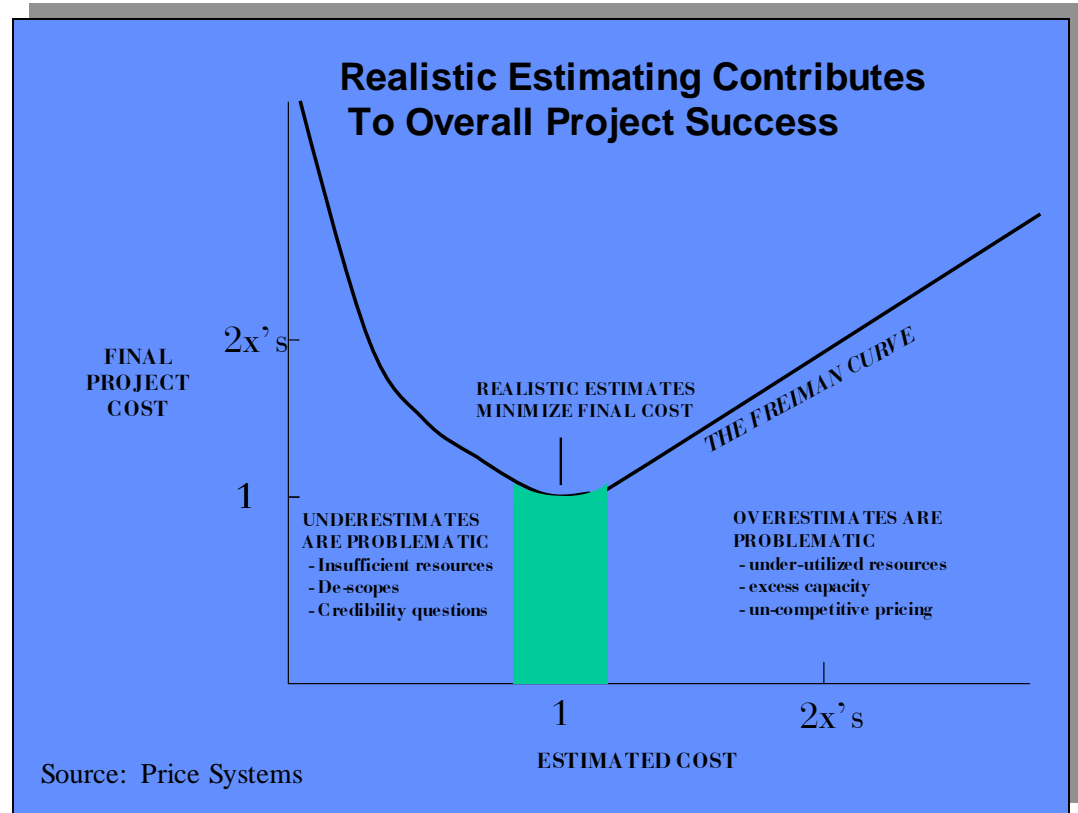 Realistic Estimating Contributes
To Overall Project Success
2x's
FINAL
PROJECT
COST
REALISTIC ESTIMATES
MINIMIZE FINAL COST
THE FREIMAN CURVE
1
UNDERESTIMATES
ARE PROBLEMATIC
- Insufficient resources
- De-scopes
- Credibility questions
OVERESTIMATES ARE
PROBLEMATIC
- under-utilized resources
- excess capacity
- un-competitive pricing
1
2x's
ESTIMATED COST
Source: Price Systems